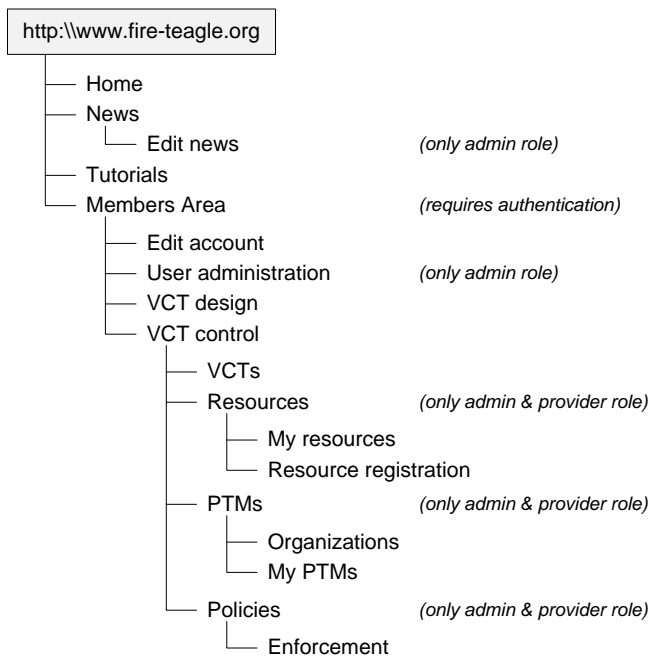 http:\\www.fire-teagle.org
Home
News
Edit news (only admin role)
Tutorials
Members Area (requires authentication)
Edit account
User administration (only admin role)
VCT design
VCT control
VCTs
Resources (only admin & provider role)
My resources
Resource registration
PTMs (only admin & provider role)
Organizations
My PTMs
Policies (only admin & provider role)
Enforcement